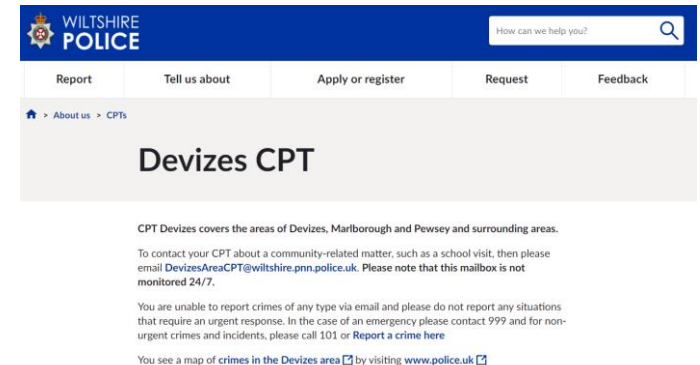 WILTSHIRE
POLICE
How can we help you?
Report Tell us about Apply or register Request Feedback
> About us > CPTs
Devizes CPT
CPT Devizes covers the areas of Devizes, Marlborough and Pewsey and surrounding areas.
To contact your CPT about a community-related matter, such as a school visit, then please
email DevizesAreaCPT@wiltshire.pnn.police.uk. Please note that this mailbox is not
monitored 24/7.
You are unable to report crimes of any type via email and please do not report any situations
that require an urgent response. In the case of an emergency please contact 999 and for non-
urgent crimes and incidents, please call 101 or Report a crime here
You see a map of crimes in the Devizes area by visiting www.police.uk